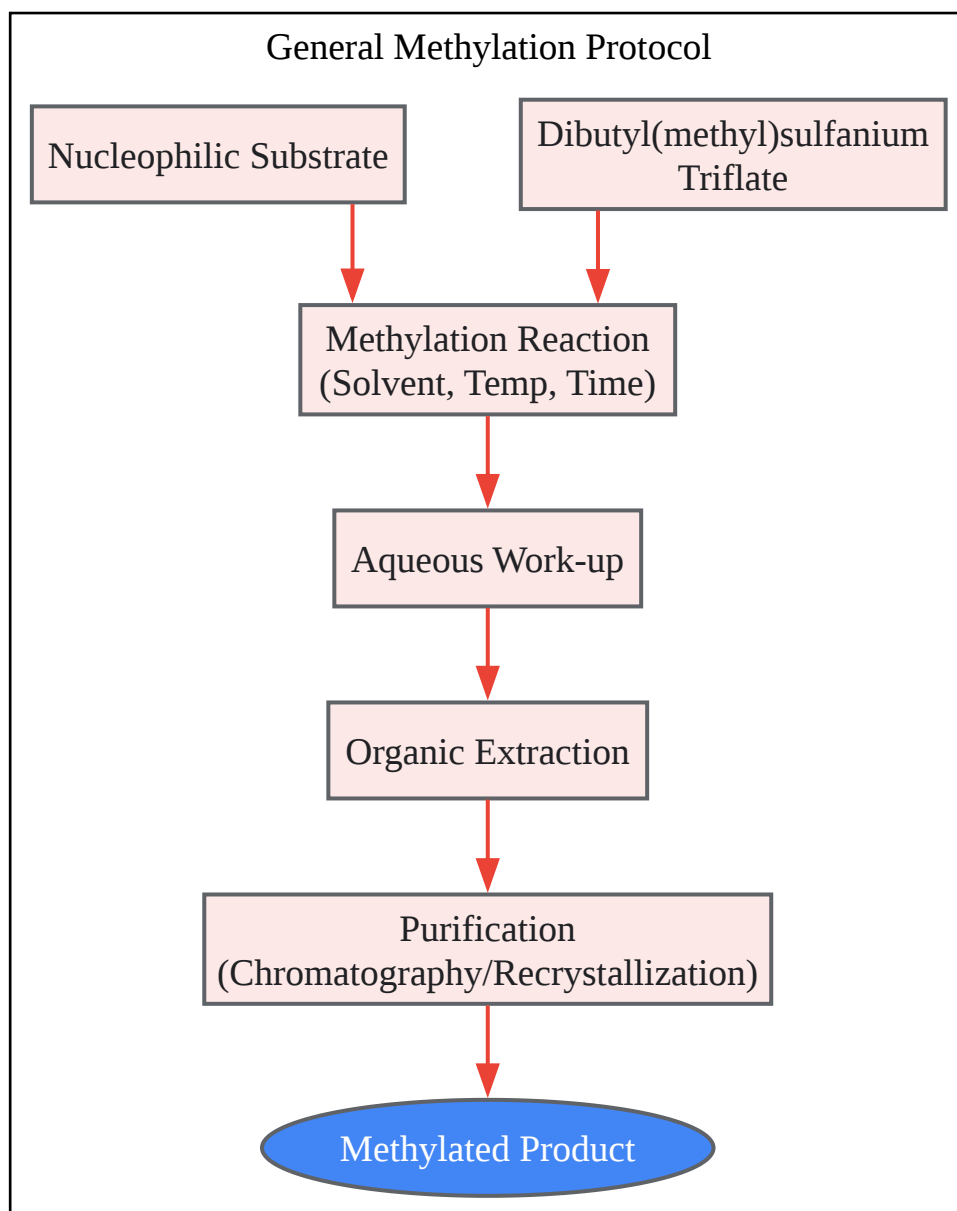 General Methylation Protocol
Nucleophilic Substrate
Dibutyl(methyl)sulfanium
Triflate
Methylation Reaction
(Solvent, Temp, Time)
Aqueous Work-up
Organic Extraction
Purification
(Chromatography/Recrystallization)
Methylated Product